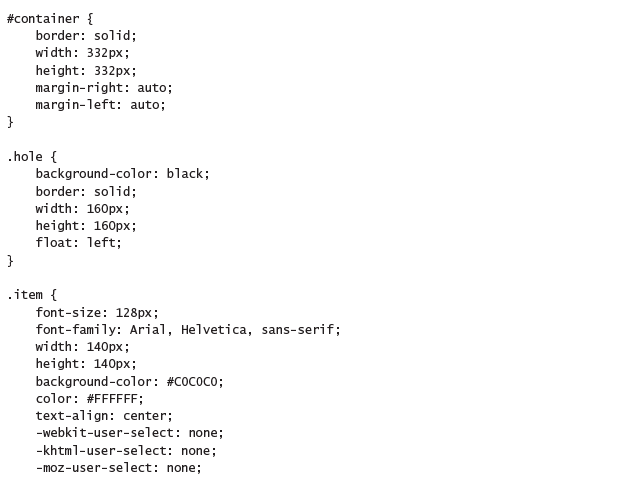 #container {
    border: solid;
    width: 332px;
    height: 332px;
    margin-right: auto;
    margin-left: auto;
}

.hole {
    background-color: black;
    border: solid;
    width: 160px;
    height: 160px;
    float: left;
}

.item {
    font-size: 128px;
    font-family: Arial, Helvetica, sans-serif;
    width: 140px;
    height: 140px;
    background-color: #C0C0C0;
    color: #FFFFFF;
    text-align: center;
    -webkit-user-select: none;
    -khtml-user-select: none;
    -moz-user-select: none;